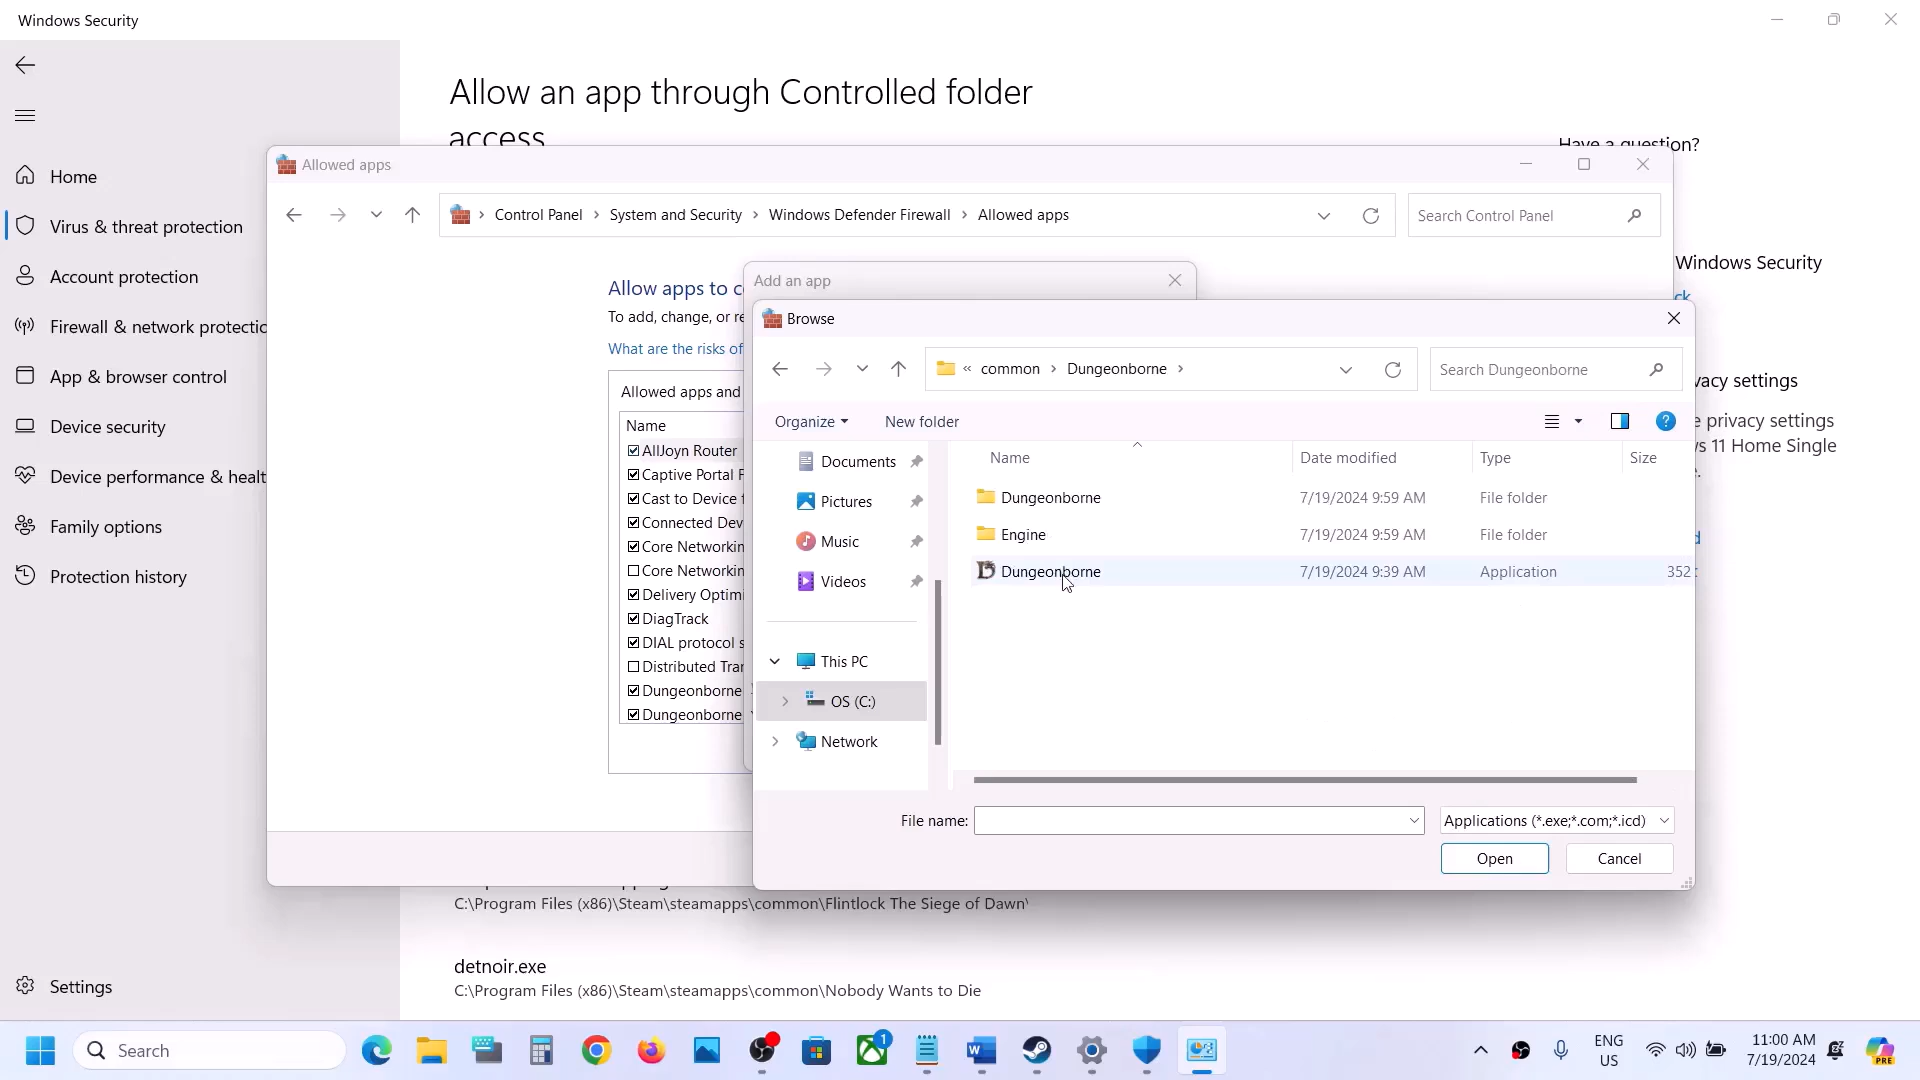 Windows Security
Allow an app through Controlled folder
access
Have a question?
Home
Virus & threat protection
Account protection
Firewall & network protectio
App & browser control
Device security
Device performance & healt
Family options
Protection history
Settings
Allowed apps
Control Panel > System and Security > Windows Defender Firewall > Allowed apps
Search Control Panel
Windows Security
Allow apps to c
To add, change, or re
What are the risks of
Allowed apps and
Name
AllJoyn Router
Captive Portal F
Cast to Device f
Connected Dev
Core Networkin
Core Networkin
Delivery Optimi
DiagTrack
DIAL protocol s
Distributed Tran
Dungeonborne
Dungeonborne
Add an app
Browse
« common > Dungeonborne >
Search Dungeonborne
Organize
New folder
Documents
Pictures
Music
Videos
This PC
OS (C:)
Network
Name
Date modified
Type
Size
Dungeonborne 7/19/2024 9:59 AM File folder
Engine 7/19/2024 9:59 AM File folder
Dungeonborne 7/19/2024 9:39 AM Application 352
File name:
Applications (*.exe;*.com;*.icd)
Open
Cancel
vacy settings
e privacy settings
vs 11 Home Single
C:\Program Files (x86)\Steam\steamapps\common\Flintlock The Siege of Dawn\
detnoir.exe
C:\Program Files (x86)\Steam\steamapps\common\Nobody Wants to Die
Search
1
ENG
US
11:00 AM
7/19/2024
PRE